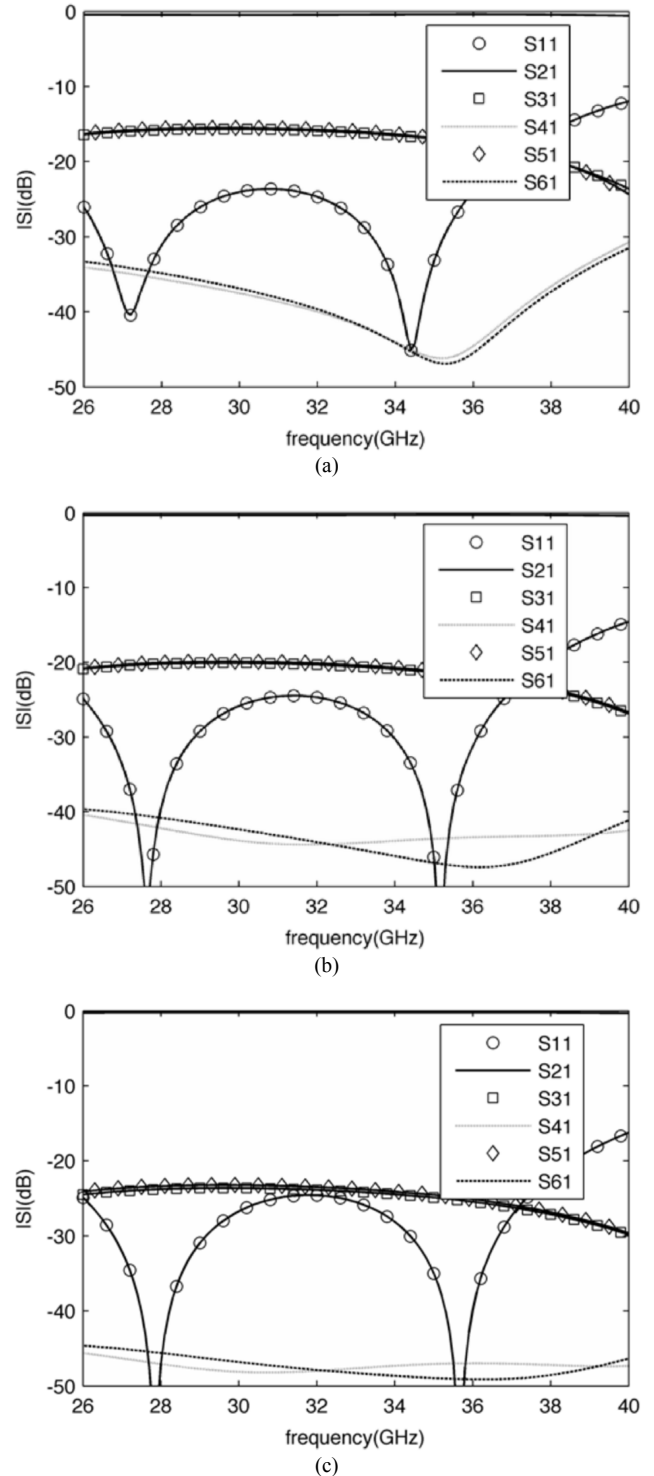 0
-10
-20
-30
-40
-50
|S|(dB)
S11
S21
S31
S41
S51
S61
26 28 30 32 34 36 38 40
frequency(GHz)
(a)
0
-10
-20
-30
-40
-50
|S|(dB)
S11
S21
S31
S41
S51
S61
26 28 30 32 34 36 38 40
frequency(GHz)
(b)
0
-10
-20
-30
-40
-50
|S|(dB)
S11
S21
S31
S41
S51
S61
26 28 30 32 34 36 38 40
frequency(GHz)
(c)